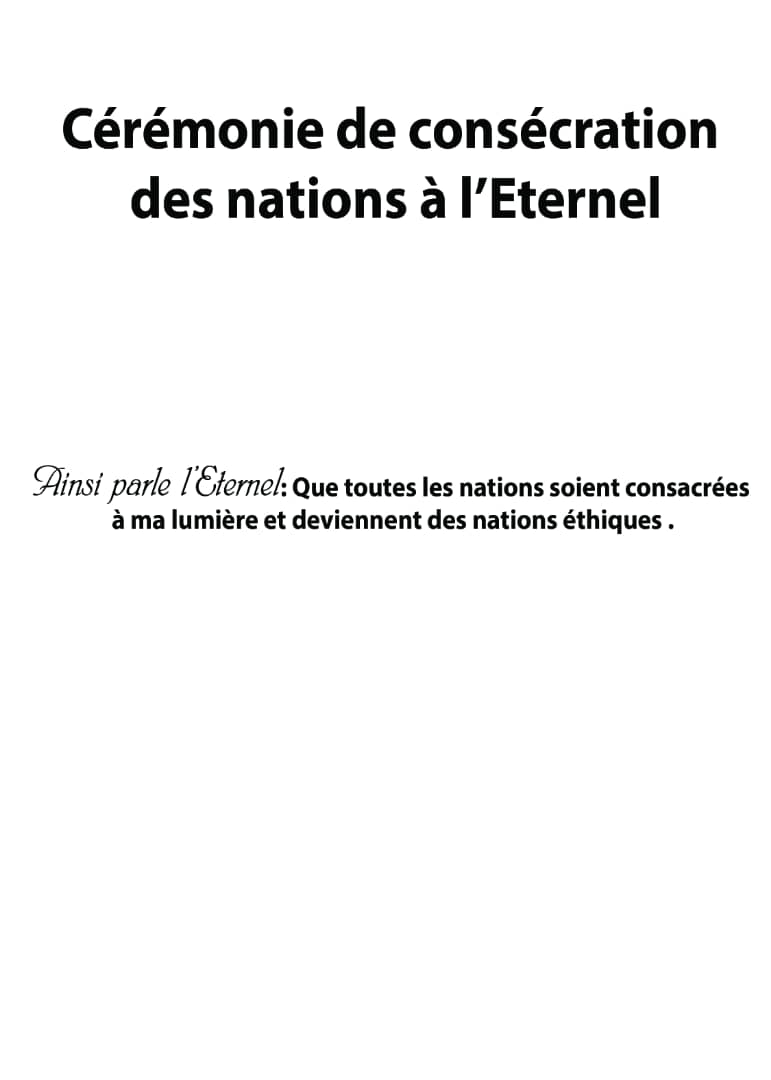 Cérémonie de consécration
des nations à l’Eternel
Ainsi parle l’Eternel: Que toutes les nations soient consacrées
à ma lumière et deviennent des nations éthiques .